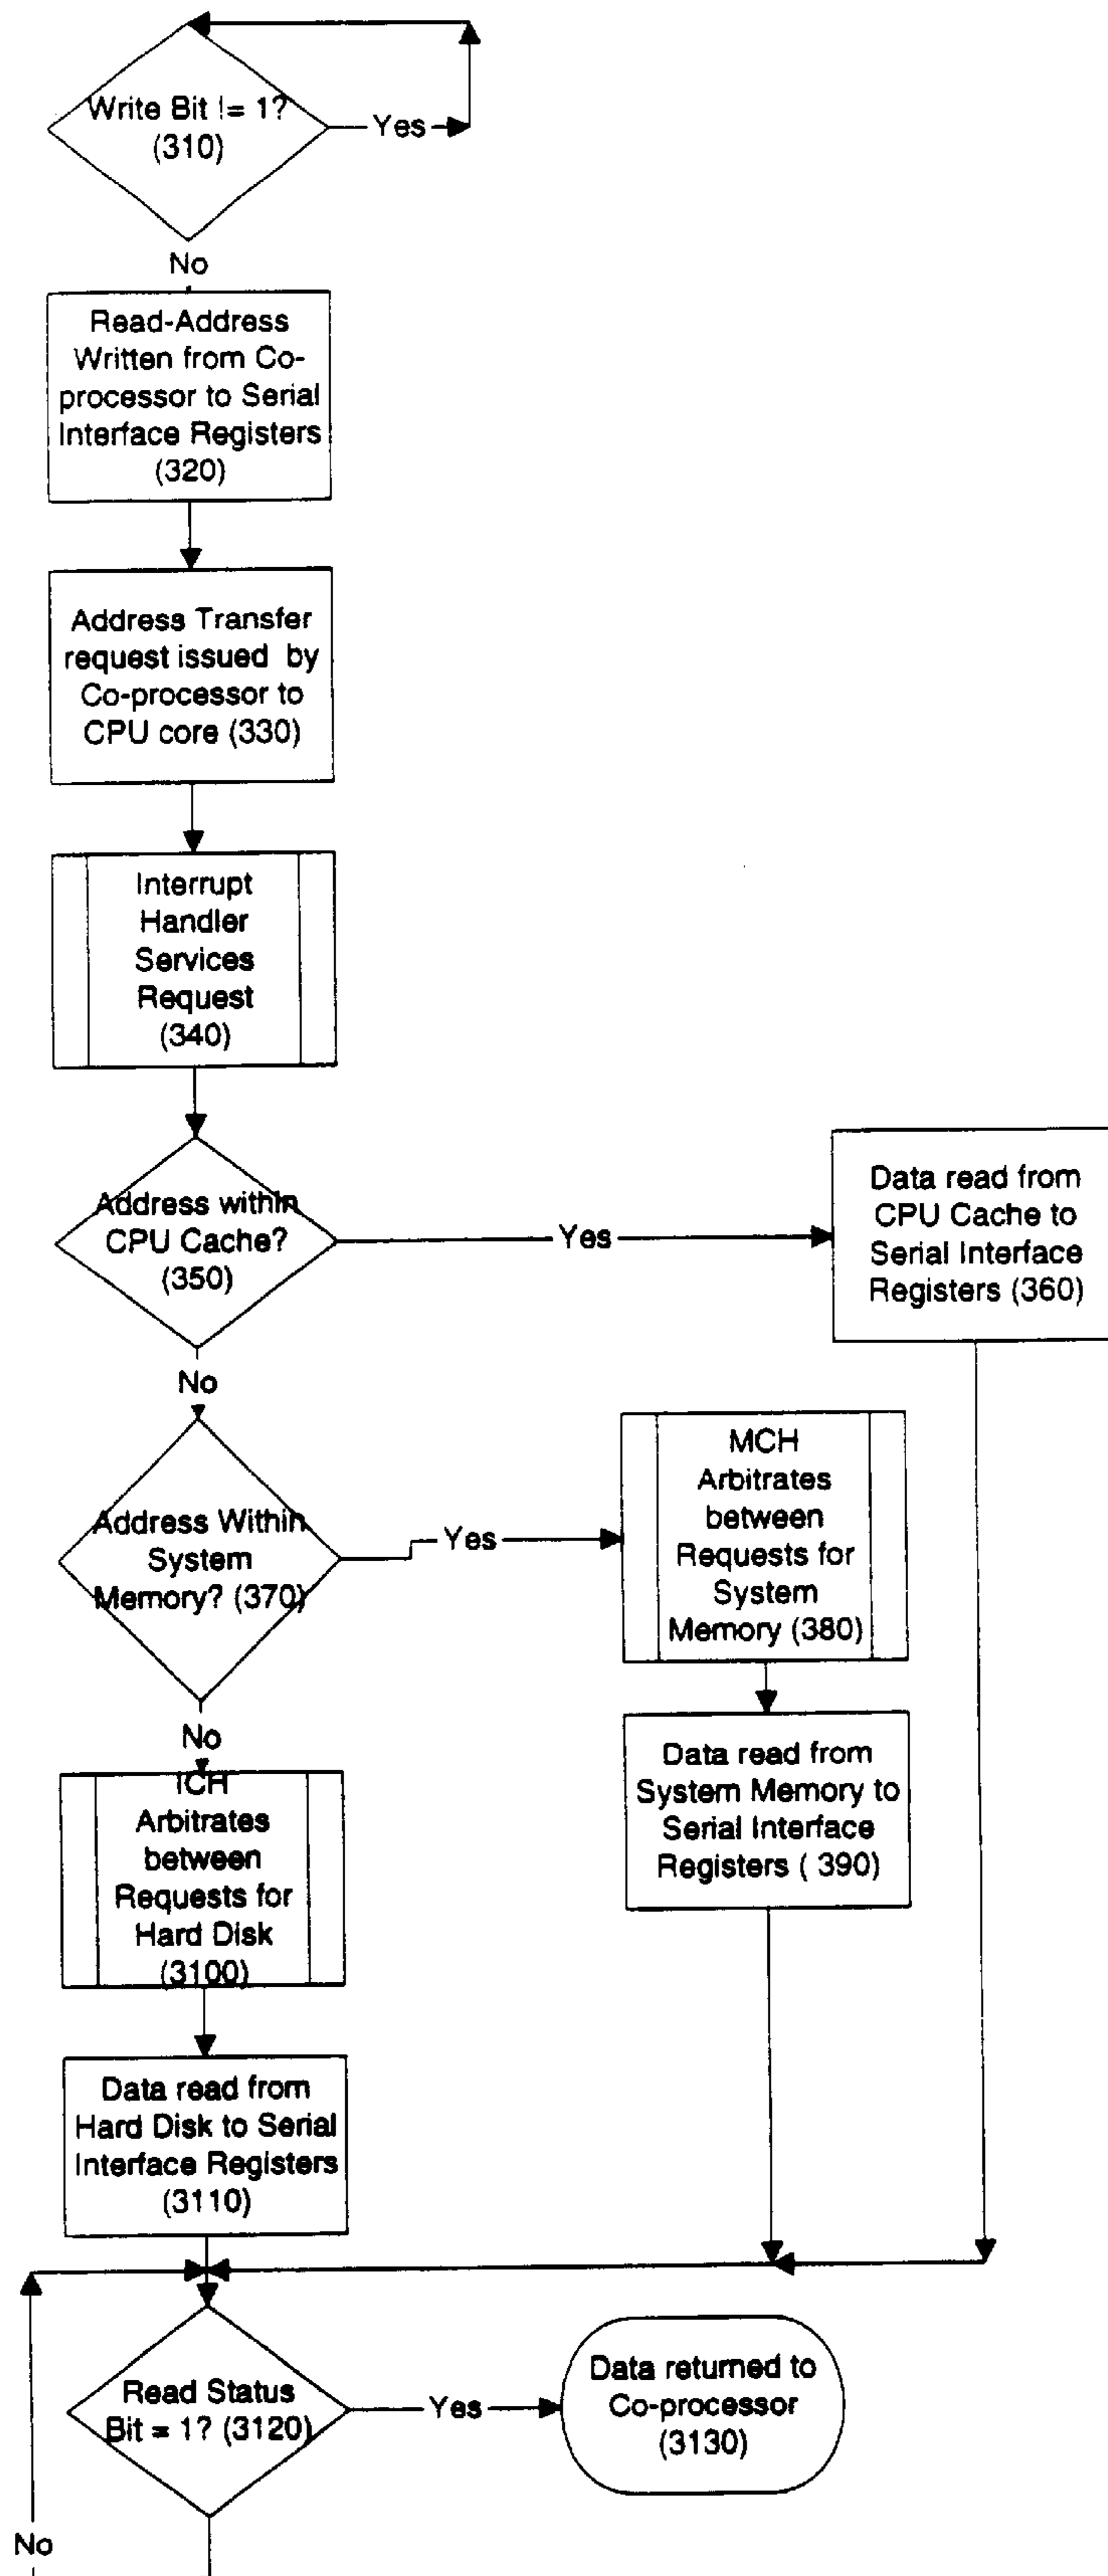 Write Bit != 1?
(310)
Yes
No
Read-Address
Written from Co-
processor to Serial
Interface Registers
(320)
Address Transfer
request issued by
Co-processor to
CPU core (330)
Interrupt
Handler
Services
Request
(340)
Address within
CPU Cache?
(350)
Yes
Data read from
CPU Cache to
Serial Interface
Registers (360)
No
Address Within
System
Memory? (370)
Yes
MCH
Arbitrates
between
Requests for
System
Memory (380)
Data read from
System Memory to
Serial Interface
Registers ( 390)
No
ICH
Arbitrates
between
Requests for
Hard Disk
(3100)
Data read from
Hard Disk to Serial
Interface Registers
(3110)
Read Status
Bit = 1? (3120)
Yes
Data returned to
Co-processor
(3130)
No